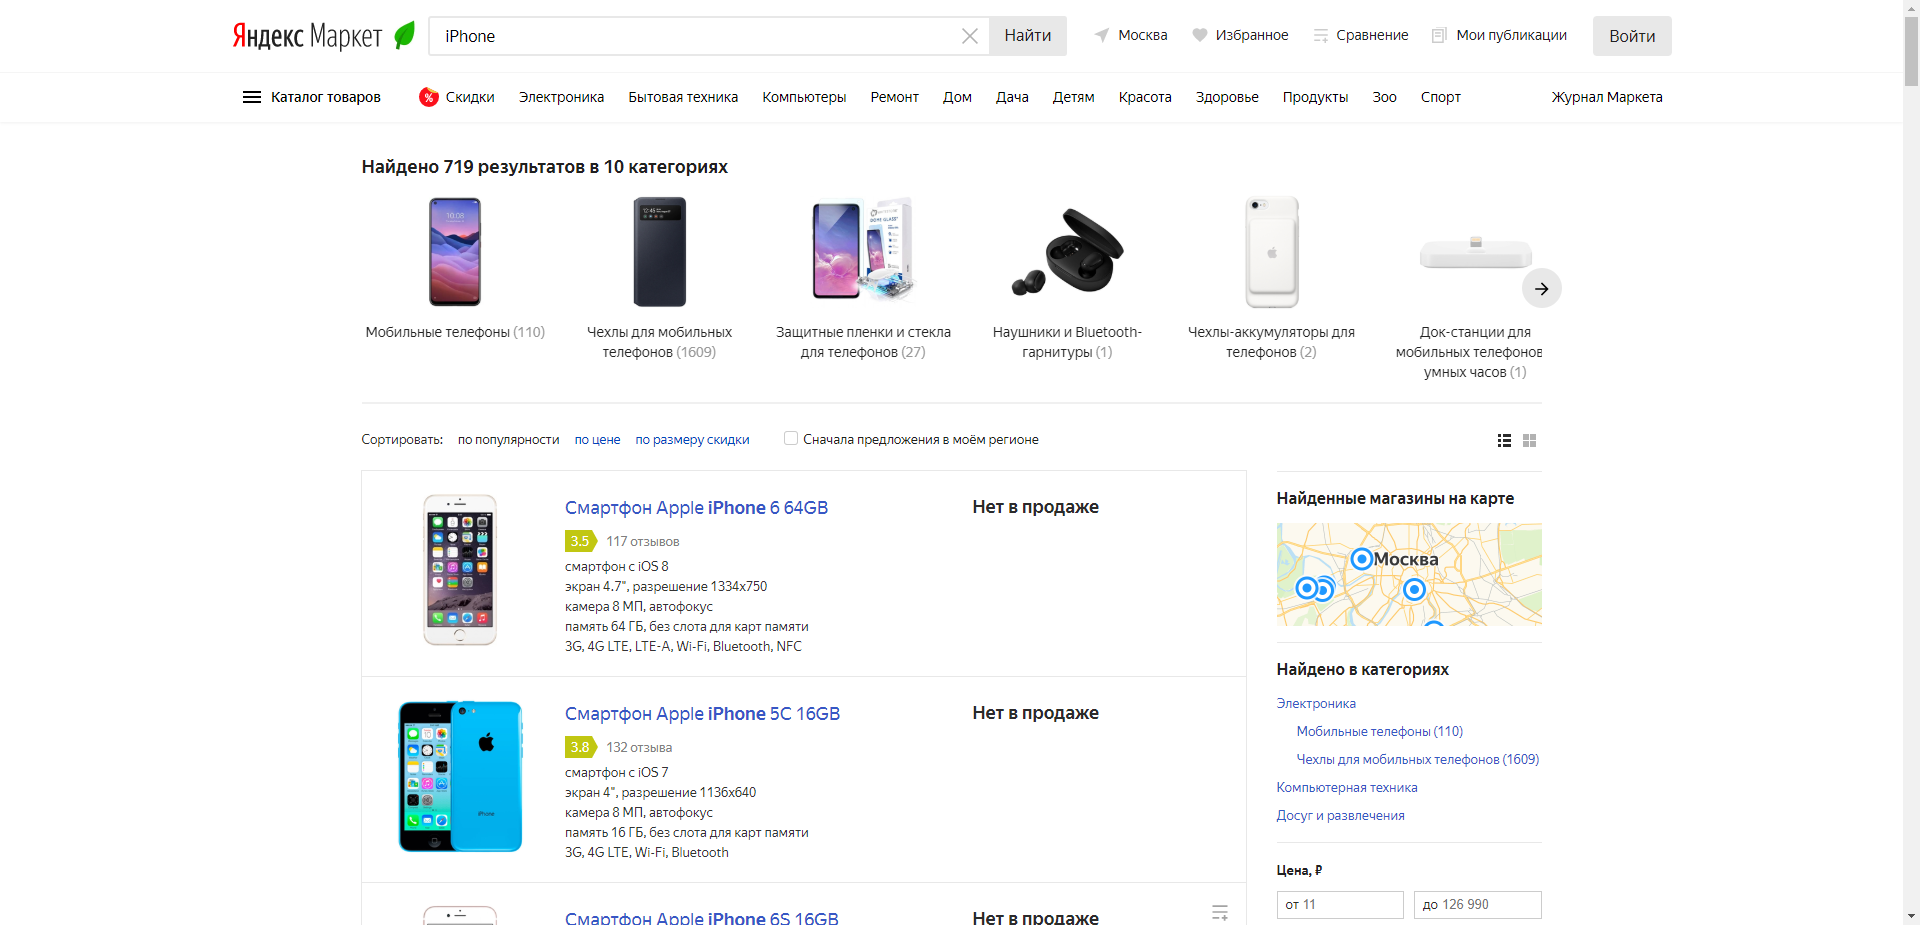 Яндекс Маркет
iPhone
Найти
Москва
Избранное
Сравнение
Мои публикации
Войти
Каталог товаров
%
Скидки
Электроника
Бытовая техника
Компьютеры
Ремонт
Дом
Дача
Детям
Красота
Здоровье
Продукты
Зоо
Спорт
Журнал Маркета
Найдено 719 результатов в 10 категориях
Мобильные телефоны (110)
Чехлы для мобильных
телефонов (1609)
Защитные пленки и стекла
для телефонов (27)
Наушники и Bluetooth-
гарнитуры (1)
Чехлы-аккумуляторы для
телефонов (2)
Док-станции для
мобильных телефонов
умных часов (1)
Сортировать:
по популярности
по цене
по размеру скидки
Сначала предложения в моём регионе
Смартфон Apple iPhone 6 64GB
Нет в продаже
3.5
117 отзывов
смартфон с iOS 8
экран 4.7", разрешение 1334x750
камера 8 МП, автофокус
память 64 ГБ, без слота для карт памяти
3G, 4G LTE, LTE-A, Wi-Fi, Bluetooth, NFC
Смартфон Apple iPhone 5C 16GB
Нет в продаже
3.8
132 отзыва
смартфон с iOS 7
экран 4", разрешение 1136x640
камера 8 МП, автофокус
память 16 ГБ, без слота для карт памяти
3G, 4G LTE, Wi-Fi, Bluetooth
Смартфон Apple iPhone 6S 16GB
Нет в продаже
Найденные магазины на карте
Москва
Найдено в категориях
Электроника
Мобильные телефоны (110)
Чехлы для мобильных телефонов (1609)
Компьютерная техника
Досуг и развлечения
Цена, ₽
от 11
до 126 990